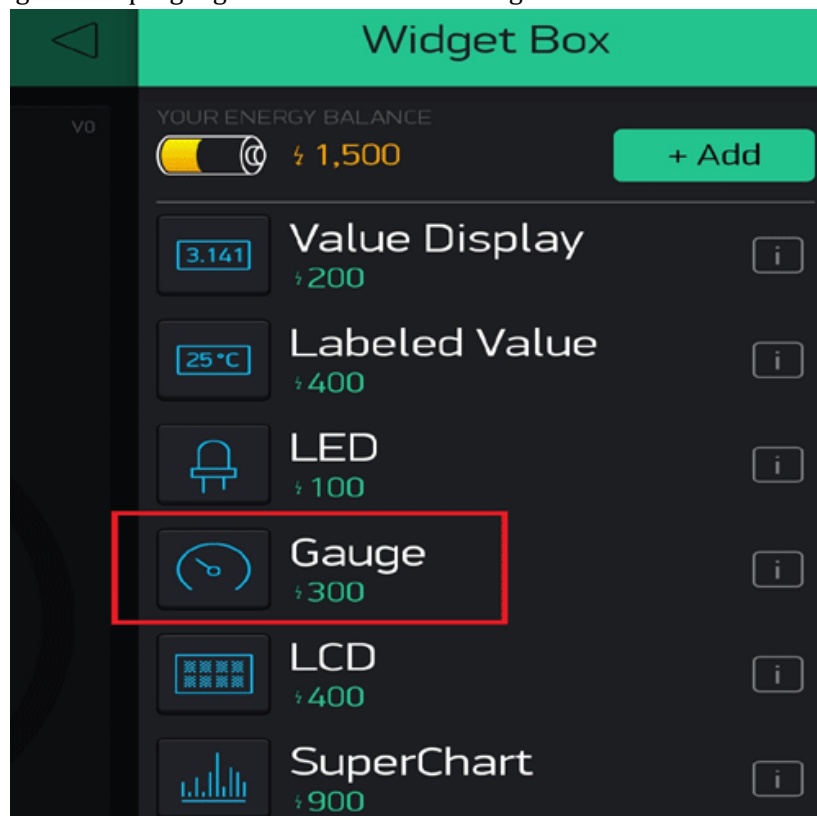 Widget Box
V0
YOUR ENERGY BALANCE
1,500
+ Add
3.141
Value Display
200
i
25°C
Labeled Value
400
i
LED
100
i
Gauge
300
i
LCD
400
i
SuperChart
900
i